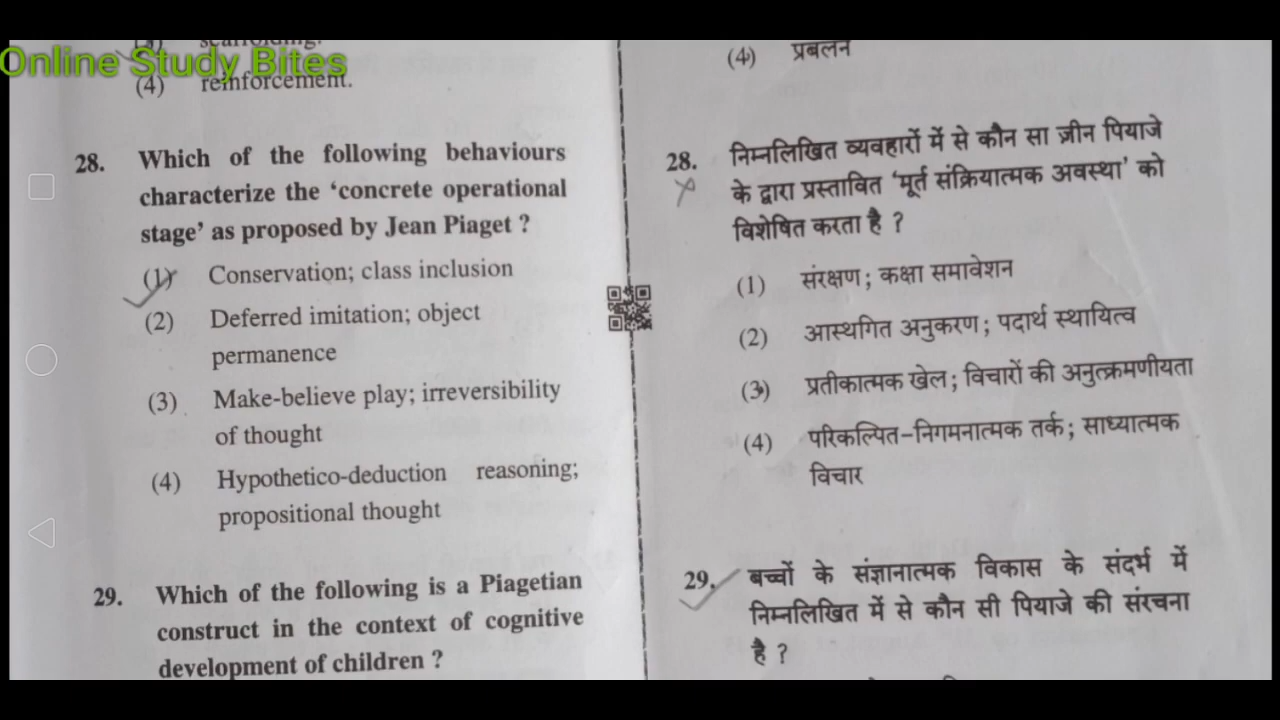 Online Study Bites
scaffolding.
(4) reinforcement.
28. Which of the following behaviours
characterize the ‘concrete operational
stage’ as proposed by Jean Piaget ?
(1) Conservation; class inclusion
(2) Deferred imitation; object
permanence
(3) Make-believe play; irreversibility
of thought
(4) Hypothetico-deduction reasoning;
propositional thought
29. Which of the following is a Piagetian
construct in the context of cognitive
development of children ?
(4) प्रबलन
28. निम्नलिखित व्यवहारों में से कौन सा ज़ीन पियाजे
के द्वारा प्रस्तावित ‘मूर्त संक्रियात्मक अवस्था’ को
विशेषित करता है ?
(1) संरक्षण ; कक्षा समावेशन
(2) आस्थगित अनुकरण ; पदार्थ स्थायित्व
(3) प्रतीकात्मक खेल ; विचारों की अनुत्क्रमणीयता
(4) परिकल्पित-निगमनात्मक तर्क ; साध्यात्मक
विचार
29. बच्चों के संज्ञानात्मक विकास के संदर्भ में
निम्नलिखित में से कौन सी पियाजे की संरचना
है ?